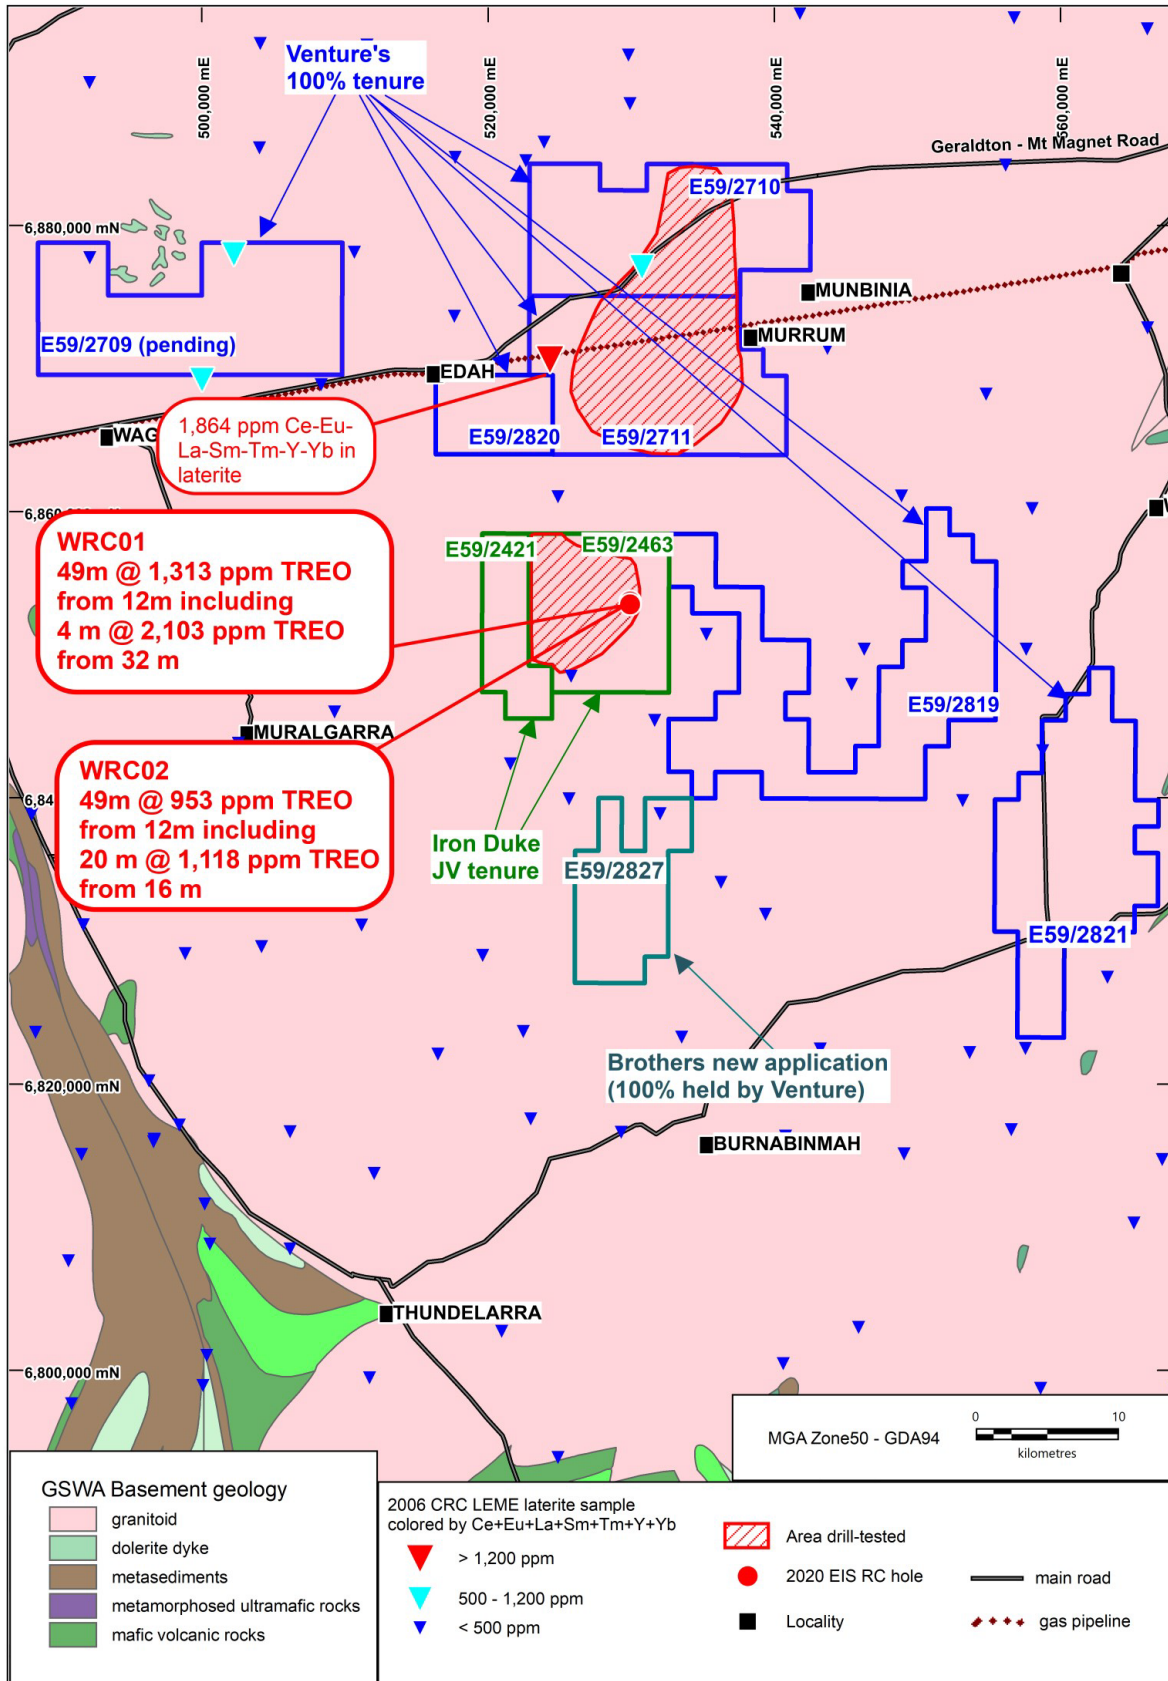 Venture's
100% tenure
500,000 mE
520,000 mE
540,000 mE
560,000 mE
Geraldton - Mt Magnet Road
E59/2710
6,880,000 mN
MUNBINIA
E59/2709 (pending)
MURRUM
EDAH
WAG
1,864 ppm Ce-Eu-
La-Sm-Tm-Y-Yb in
laterite
E59/2820
E59/2711
6,860,000 mN
WRC01
49m @ 1,313 ppm TREO
from 12m including
4 m @ 2,103 ppm TREO
from 32 m
E59/2421
E59/2463
E59/2819
MURALGARRA
WRC02
49m @ 953 ppm TREO
from 12m including
20 m @ 1,118 ppm TREO
from 16 m
6,84
Iron Duke
JV tenure
E59/2827
E59/2821
Brothers new application
(100% held by Venture)
6,820,000 mN
BURNABINMAH
THUNDELARRA
6,800,000 mN
MGA Zone50 - GDA94
0 10
kilometres
GSWA Basement geology
granitoid
dolerite dyke
metasediments
metamorphosed ultramafic rocks
mafic volcanic rocks
2006 CRC LEME laterite sample
colored by Ce+Eu+La+Sm+Tm+Y+Yb
> 1,200 ppm
500 - 1,200 ppm
< 500 ppm
Area drill-tested
2020 EIS RC hole
Locality
main road
gas pipeline